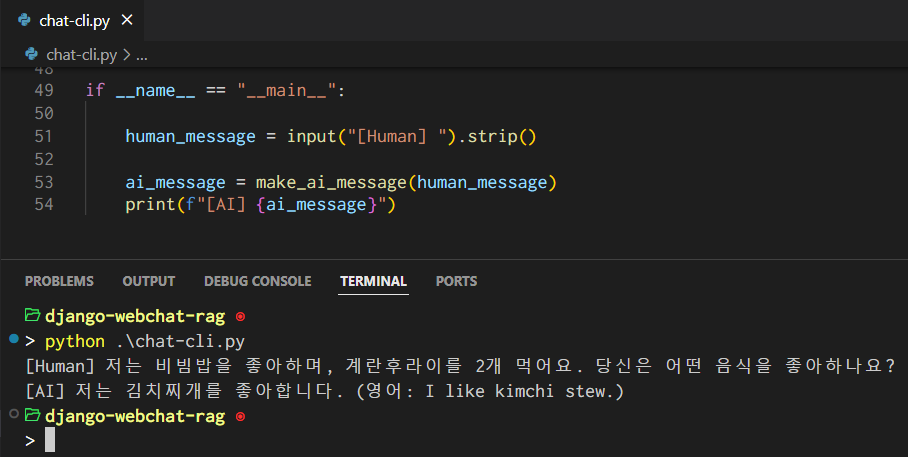 chat-cli.py ×
chat-cli.py > ...
48
49 if __name__ == "__main__":
50
51 human_message = input("[Human] ").strip()
52
53 ai_message = make_ai_message(human_message)
54 print(f"[AI] {ai_message}")
PROBLEMS OUTPUT DEBUG CONSOLE TERMINAL PORTS
django-webchat-rag
> python .\chat-cli.py
[Human] 저는 비빔밥을 좋아하며, 계란후라이를 2개 먹어요. 당신은 어떤 음식을 좋아하나요?
[AI] 저는 김치찌개를 좋아합니다. (영어: I like kimchi stew.)
django-webchat-rag
>